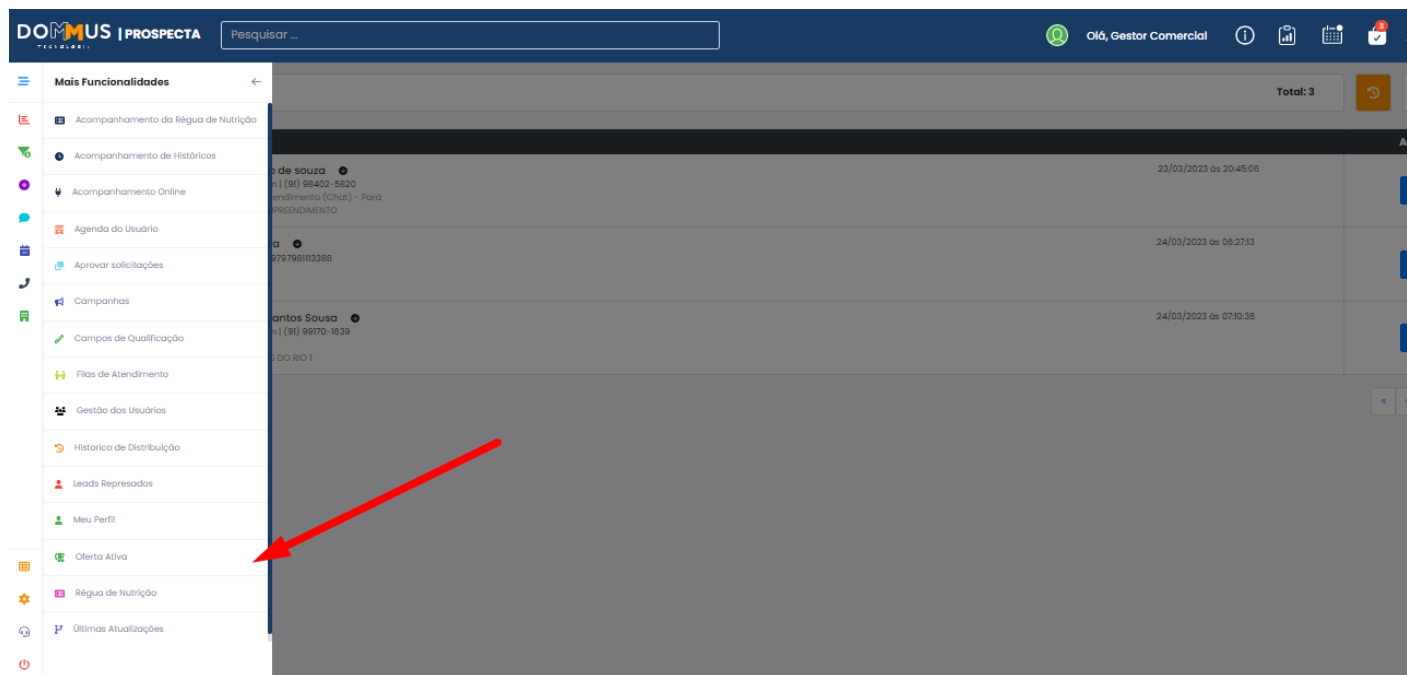 DOMMUS | PROSPECTA
TECNOLOGIA
Pesquisar ...
Olá, Gestor Comercial
3
Mais Funcionalidades
Total: 3
Acompanhamento da Régua de Nutrição
Acompanhamento de Históricos
Acompanhamento Online
Agenda do Usuário
Aprovar solicitações
Campanhas
Campos de Qualificação
Filas de Atendimento
Gestão dos Usuários
Historico de Distribuição
Leads Represados
Meu Perfil
Oferta Ativa
Régua de Nutrição
Últimas Atualizações
de souza
| (91) 98402-5820
endimento (Chat) - Pará
PREENDIMENTO
23/03/2023 às 20:45:06
a
24/03/2023 às 06:27:13
antos Sousa
| (91) 99170-1639
DO RIO 1
24/03/2023 às 07:10:36
«